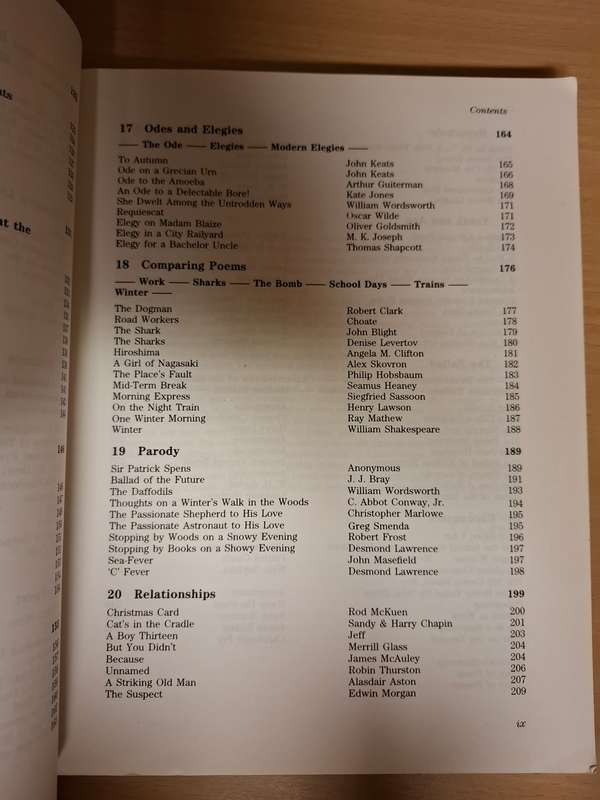 nts
at the
Contents
17 Odes and Elegies 164
— The Ode — Elegies — Modern Elegies —
To Autumn John Keats 165
Ode on a Grecian Urn John Keats 166
Ode to the Amoeba Arthur Guiterman 168
An Ode to a Delectable Bore! Kate Jones 169
She Dwelt Among the Untrodden Ways William Wordsworth 171
Requiescat Oscar Wilde 171
Elegy on Madam Blaize Oliver Goldsmith 172
Elegy in a City Railyard M. K. Joseph 173
Elegy for a Bachelor Uncle Thomas Shapcott 174
18 Comparing Poems 176
— Work — Sharks — The Bomb — School Days — Trains —
Winter —
The Dogman Robert Clark 177
Road Workers Choate 178
The Shark John Blight 179
The Sharks Denise Levertov 180
Hiroshima Angela M. Clifton 181
A Girl of Nagasaki Alex Skovron 182
The Place's Fault Philip Hobsbaum 183
Mid-Term Break Seamus Heaney 184
Morning Express Siegfried Sassoon 185
On the Night Train Henry Lawson 186
One Winter Morning Ray Mathew 187
Winter William Shakespeare 188
19 Parody 189
Sir Patrick Spens Anonymous 189
Ballad of the Future J. J. Bray 191
The Daffodils William Wordsworth 193
Thoughts on a Winter's Walk in the Woods C. Abbot Conway, Jr. 194
The Passionate Shepherd to His Love Christopher Marlowe 195
The Passionate Astronaut to His Love Greg Smenda 195
Stopping by Woods on a Snowy Evening Robert Frost 196
Stopping by Books on a Showy Evening Desmond Lawrence 197
Sea-Fever John Masefield 197
'C' Fever Desmond Lawrence 198
20 Relationships 199
Christmas Card Rod McKuen 200
Cat's in the Cradle Sandy & Harry Chapin 201
A Boy Thirteen Jeff 203
But You Didn't Merrill Glass 204
Because James McAuley 204
Unnamed Robin Thurston 206
A Striking Old Man Alasdair Aston 207
The Suspect Edwin Morgan 209
ix